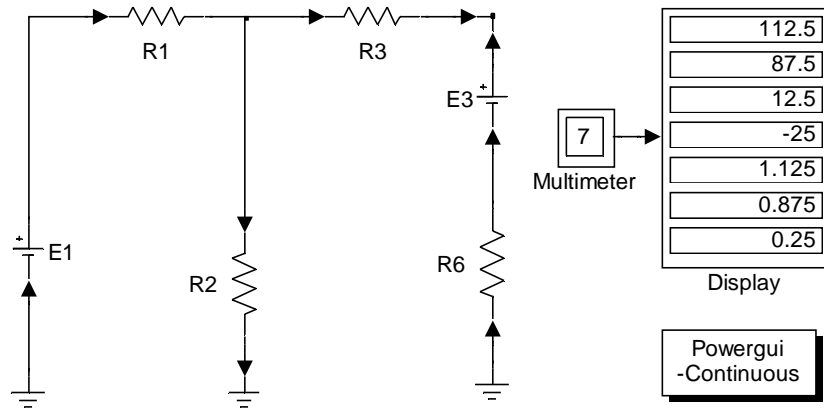 R1
R3
E3
E1
R2
R6
+
+
7
Multimeter
112.5
87.5
12.5
-25
1.125
0.875
0.25
Display
Powergui
-Continuous